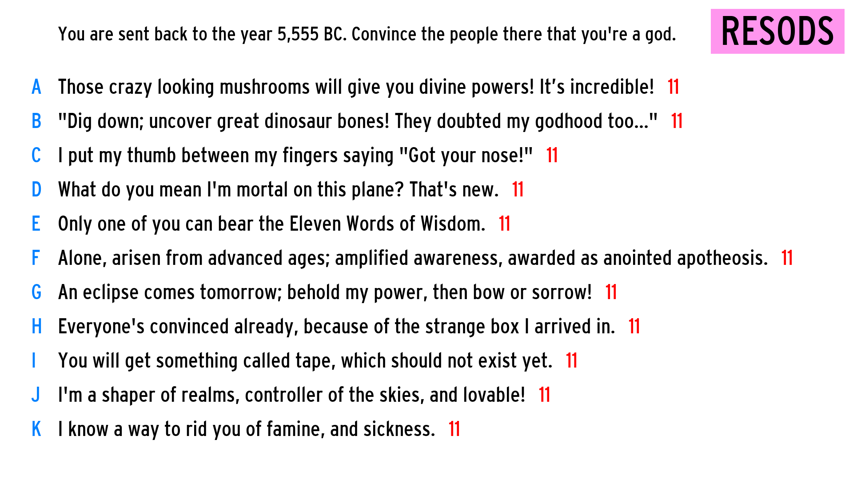 You are sent back to the year 5,555 BC. Convince the people there that you're a god.
RESODS
A Those crazy looking mushrooms will give you divine powers! It’s incredible! 11
B "Dig down; uncover great dinosaur bones! They doubted my godhood too..." 11
C I put my thumb between my fingers saying "Got your nose!" 11
D What do you mean I'm mortal on this plane? That's new. 11
E Only one of you can bear the Eleven Words of Wisdom. 11
F Alone, arisen from advanced ages; amplified awareness, awarded as anointed apotheosis. 11
G An eclipse comes tomorrow; behold my power, then bow or sorrow! 11
H Everyone's convinced already, because of the strange box I arrived in. 11
I You will get something called tape, which should not exist yet. 11
J I'm a shaper of realms, controller of the skies, and lovable! 11
K I know a way to rid you of famine, and sickness. 11